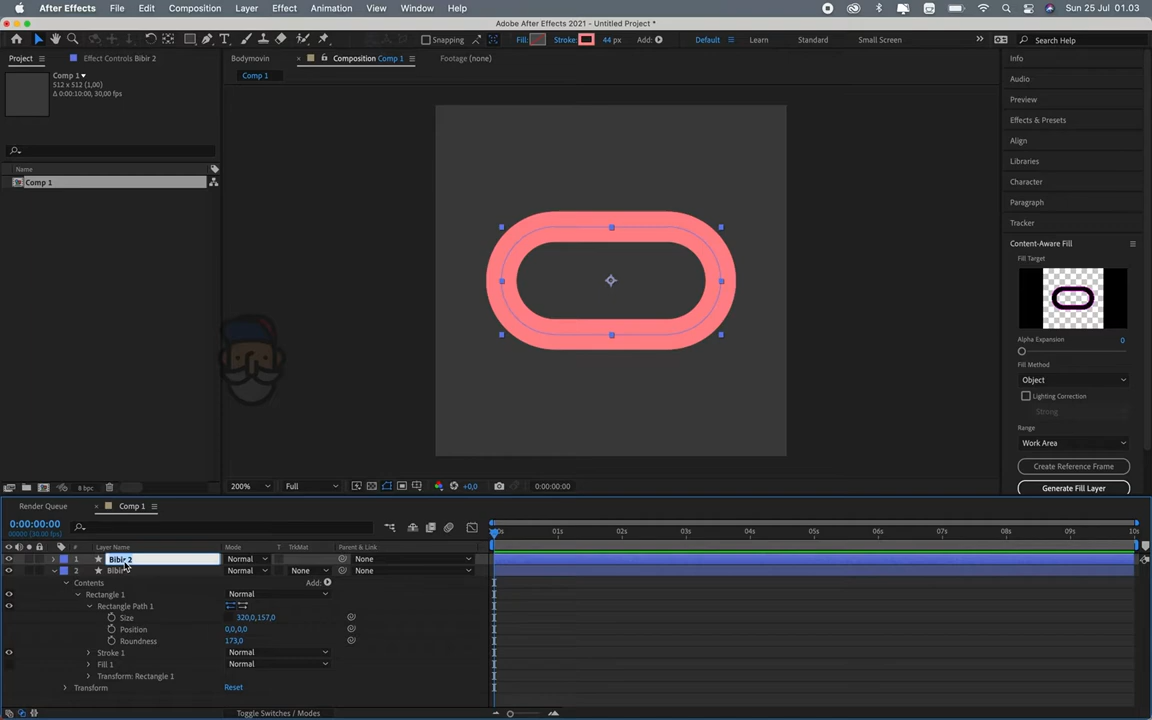 After Effects File Edit Composition Layer Effect Animation View Window Help Sun 25 Jul 01.03
Adobe After Effects 2021 - Untitled Project *
Snapping Fill: Stroke: 44 px Add: Default Learn Standard Small Screen Search Help
Project Effect Controls Bibir 2 Bodymovin Composition Comp 1 Footage (none) Info
Comp 1
Comp 1
512 x 512 (1,00)
Δ 0:00:10:00, 30,00 fps
Audio
Preview
Effects & Presets
Align
Libraries
Name
Comp 1
Character
Paragraph
Tracker
Content-Aware Fill
Fill Target
Alpha Expansion 0
Fill Method
Object
Lighting Correction
Strong
Range
Work Area
Create Reference Frame
8 bpc 200% Full +0,0 0:00:00:00 Generate Fill Layer
Render Queue Comp 1
0:00:00:00
00000 (30.00 fps)
00s 01s 02s 03s 04s 05s 06s 07s 08s 09s 10s
# Layer Name Mode T TrkMat Parent & Link
1 Bibir 2 Normal None
2 Bibir Normal None None
Contents Add:
Rectangle 1 Normal
Rectangle Path 1
Size 320,0,157,0
Position 0,0,0,0
Roundness 173,0
Stroke 1 Normal
Fill 1 Normal
Transform: Rectangle 1
Transform Reset
Toggle Switches / Modes